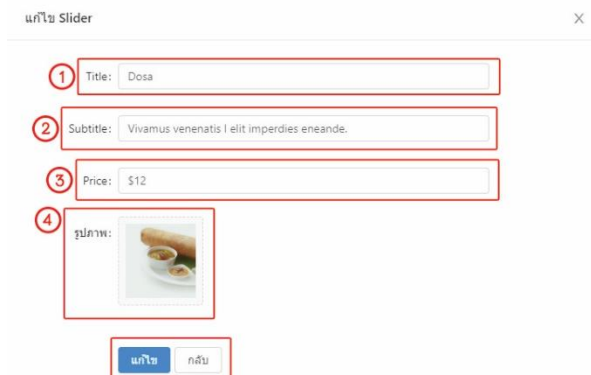 แก้ไข Slider
1 Title: Dosa
2 Subtitle: Vivamus venenatis l elit imperdies eneande.
3 Price: $12
4 รูปภาพ:
แก้ไข กลับ